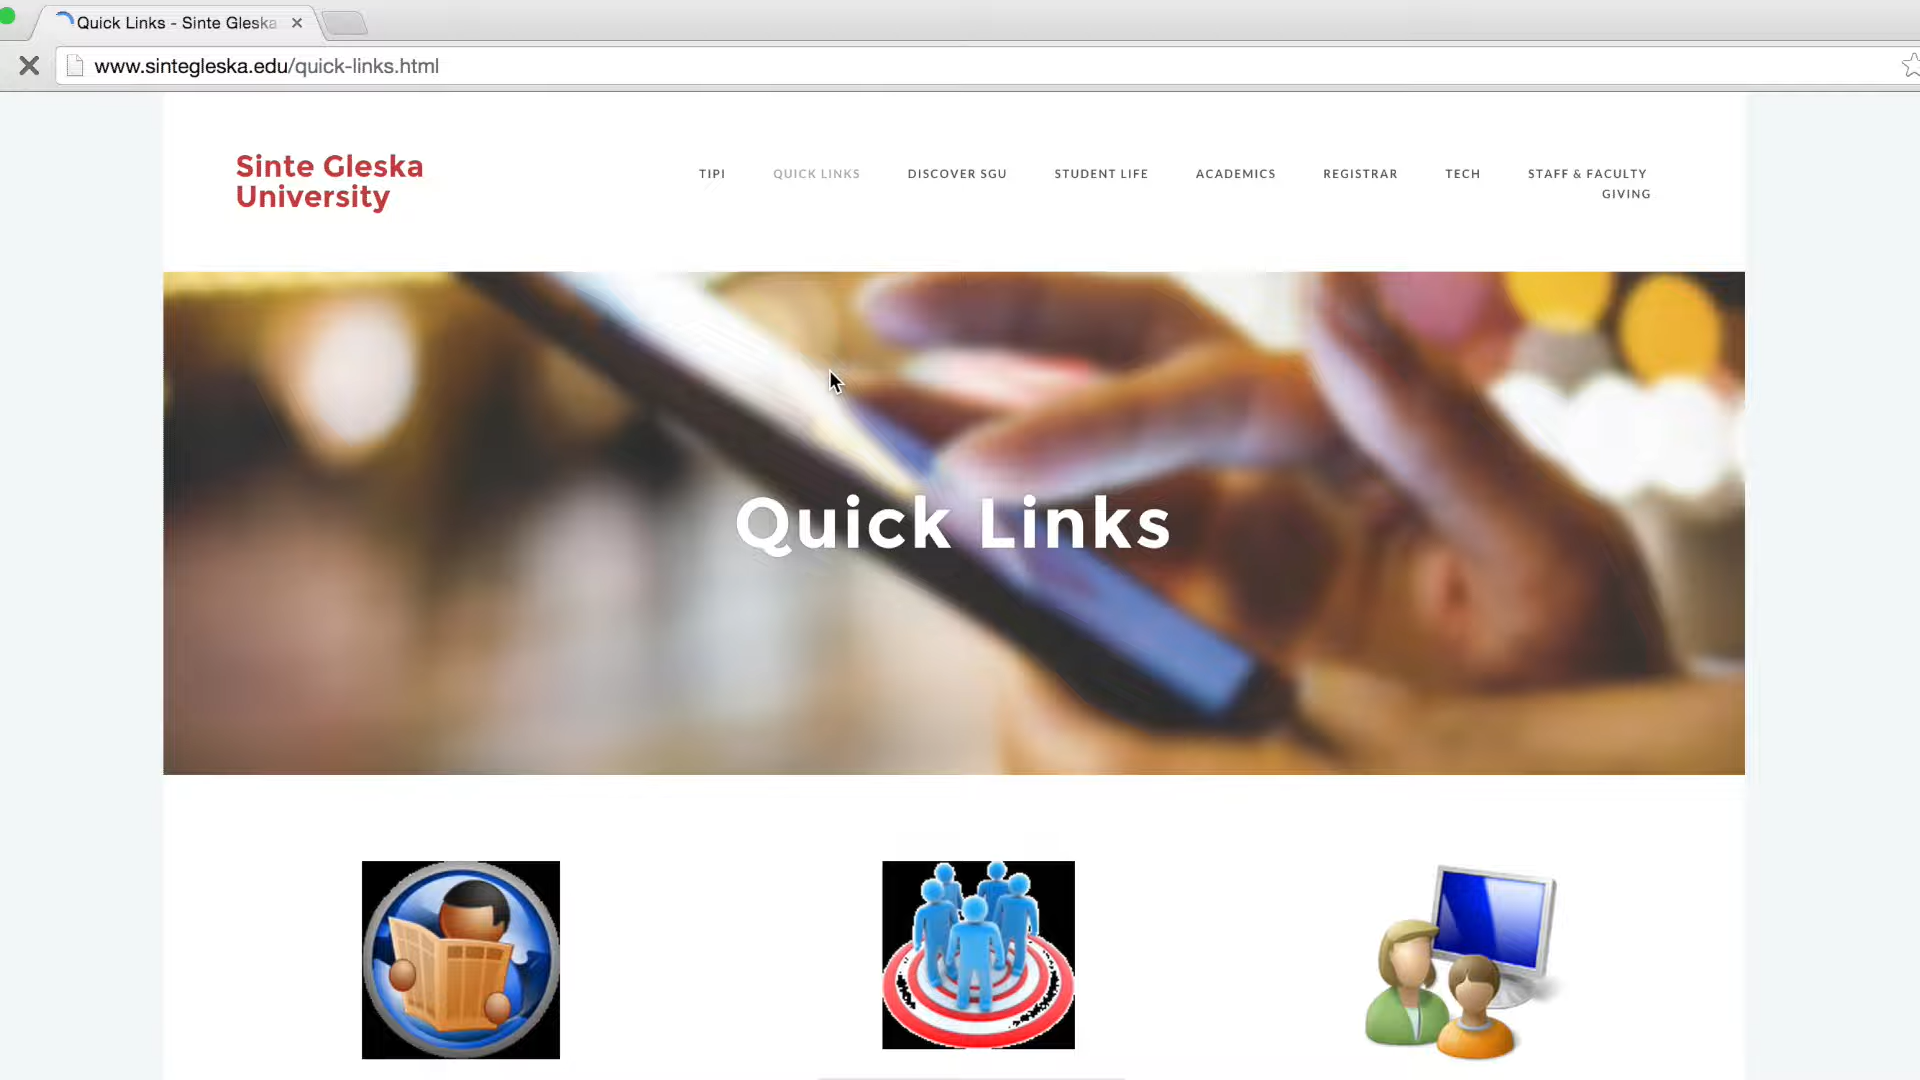 Quick Links - Sinte Gleska
www.sintegleska.edu/quick-links.html
Sinte Gleska
University
TIPI QUICK LINKS DISCOVER SGU STUDENT LIFE ACADEMICS REGISTRAR TECH STAFF & FACULTY
GIVING
Quick Links